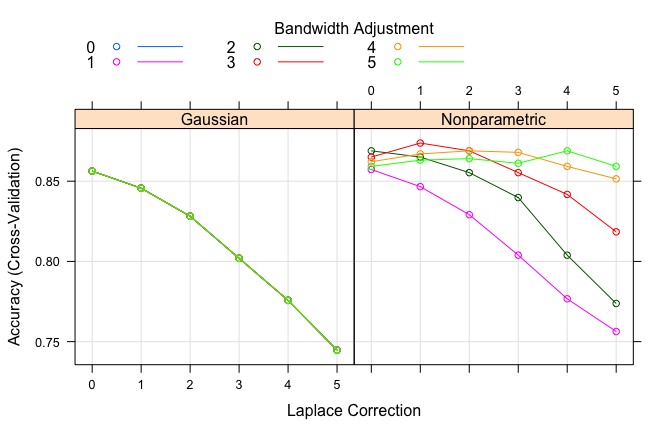 Bandwidth Adjustment
0 2 4
1 3 5
0 1 2 3 4 5
Gaussian Nonparametric
Accuracy (Cross-Validation)
0.85
0.80
0.75
0 1 2 3 4 5
Laplace Correction